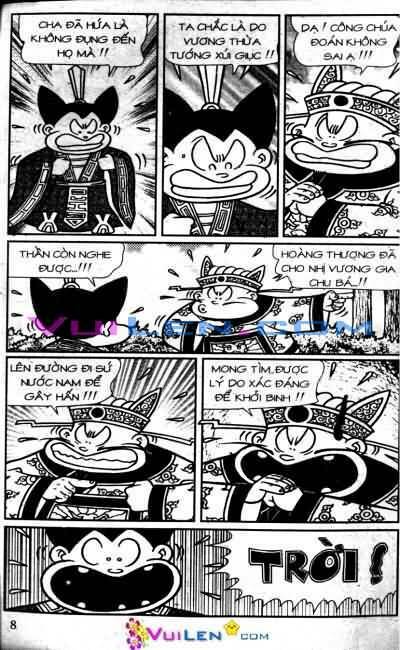 CHA ĐÃ HỨA LÀ
KHÔNG ĐỤNG ĐẾN
HỌ MÀ !!
TA CHẮC LÀ DO
VƯƠNG THỪA
TƯỚNG XÚI GIỤC !!
DẠ ! CÔNG CHÚA
ĐOÁN KHÔNG
SAI Ạ !!!
THẦN CÒN NGHE
ĐƯỢC...!!!
HOÀNG THƯỢNG ĐÃ
CHO NHỊ VƯƠNG GIA
CHU BÁ...!
VUILEN.COM
LÊN ĐƯỜNG ĐI SỨ
NƯỚC NAM ĐỂ
GÂY HẤN !!!
MONG TÌM ĐƯỢC
LÝ DO XÁC ĐÁNG
ĐỂ KHỞI BINH !!
TRỜI !
8
VUILEN.COM